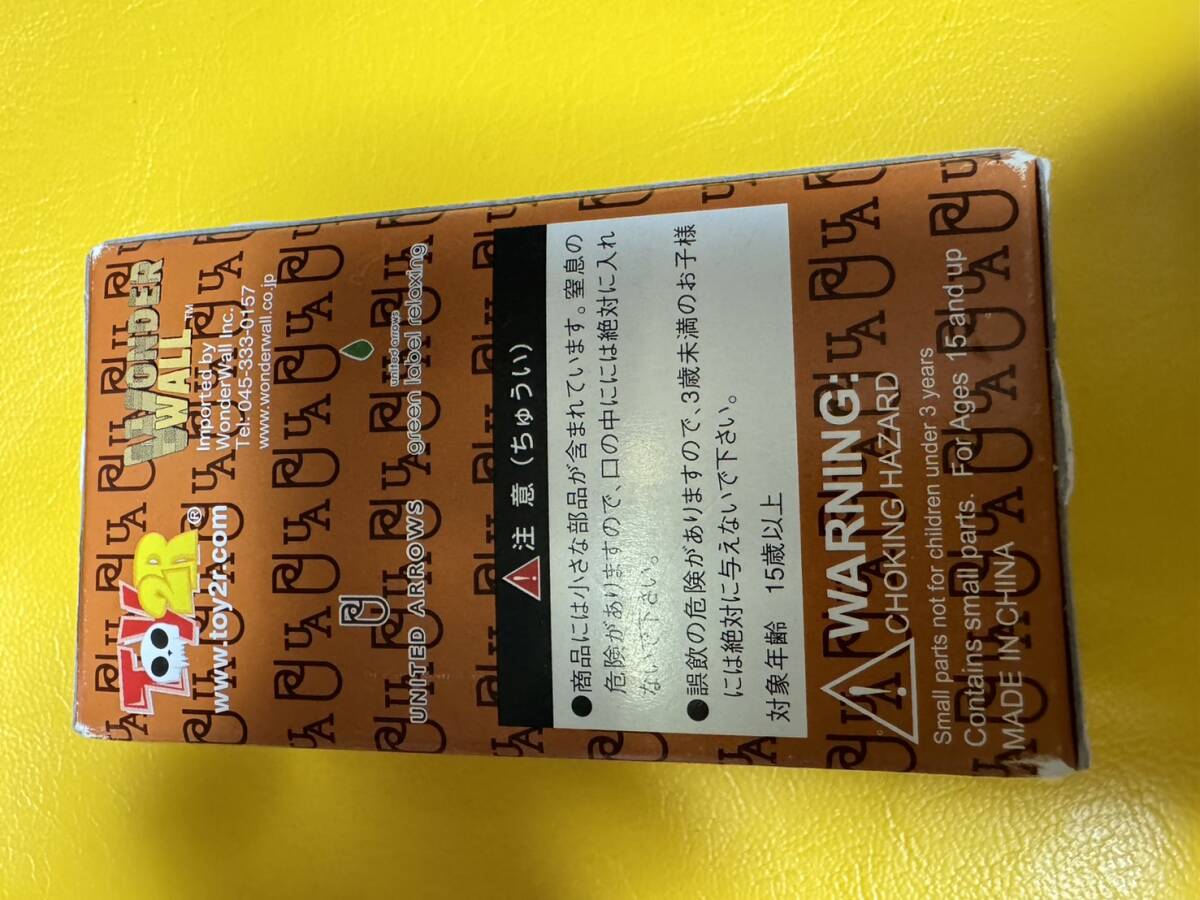 TOY2R®
www.toy2r.com
WONDER
WALL™
Imported by
WonderWall Inc.,
Tel: 045-333-0157
www.wonderwall.co.jp
UNITED ARROWS
united arrows
green label relaxing
注 意 (ちゅうい)
●商品には小さな部品が含まれています。窒息の
危険がありますので、口の中にには絶対に入れ
ないで下さい。
●誤飲の危険がありますので、3歳未満のお子様
には絶対に与えないで下さい。
対象年齢 15歳以上
WARNING:
CHOKING HAZARD
Small parts not for children under 3 years
Contains small parts. For Ages 15 and up
MADE IN CHINA